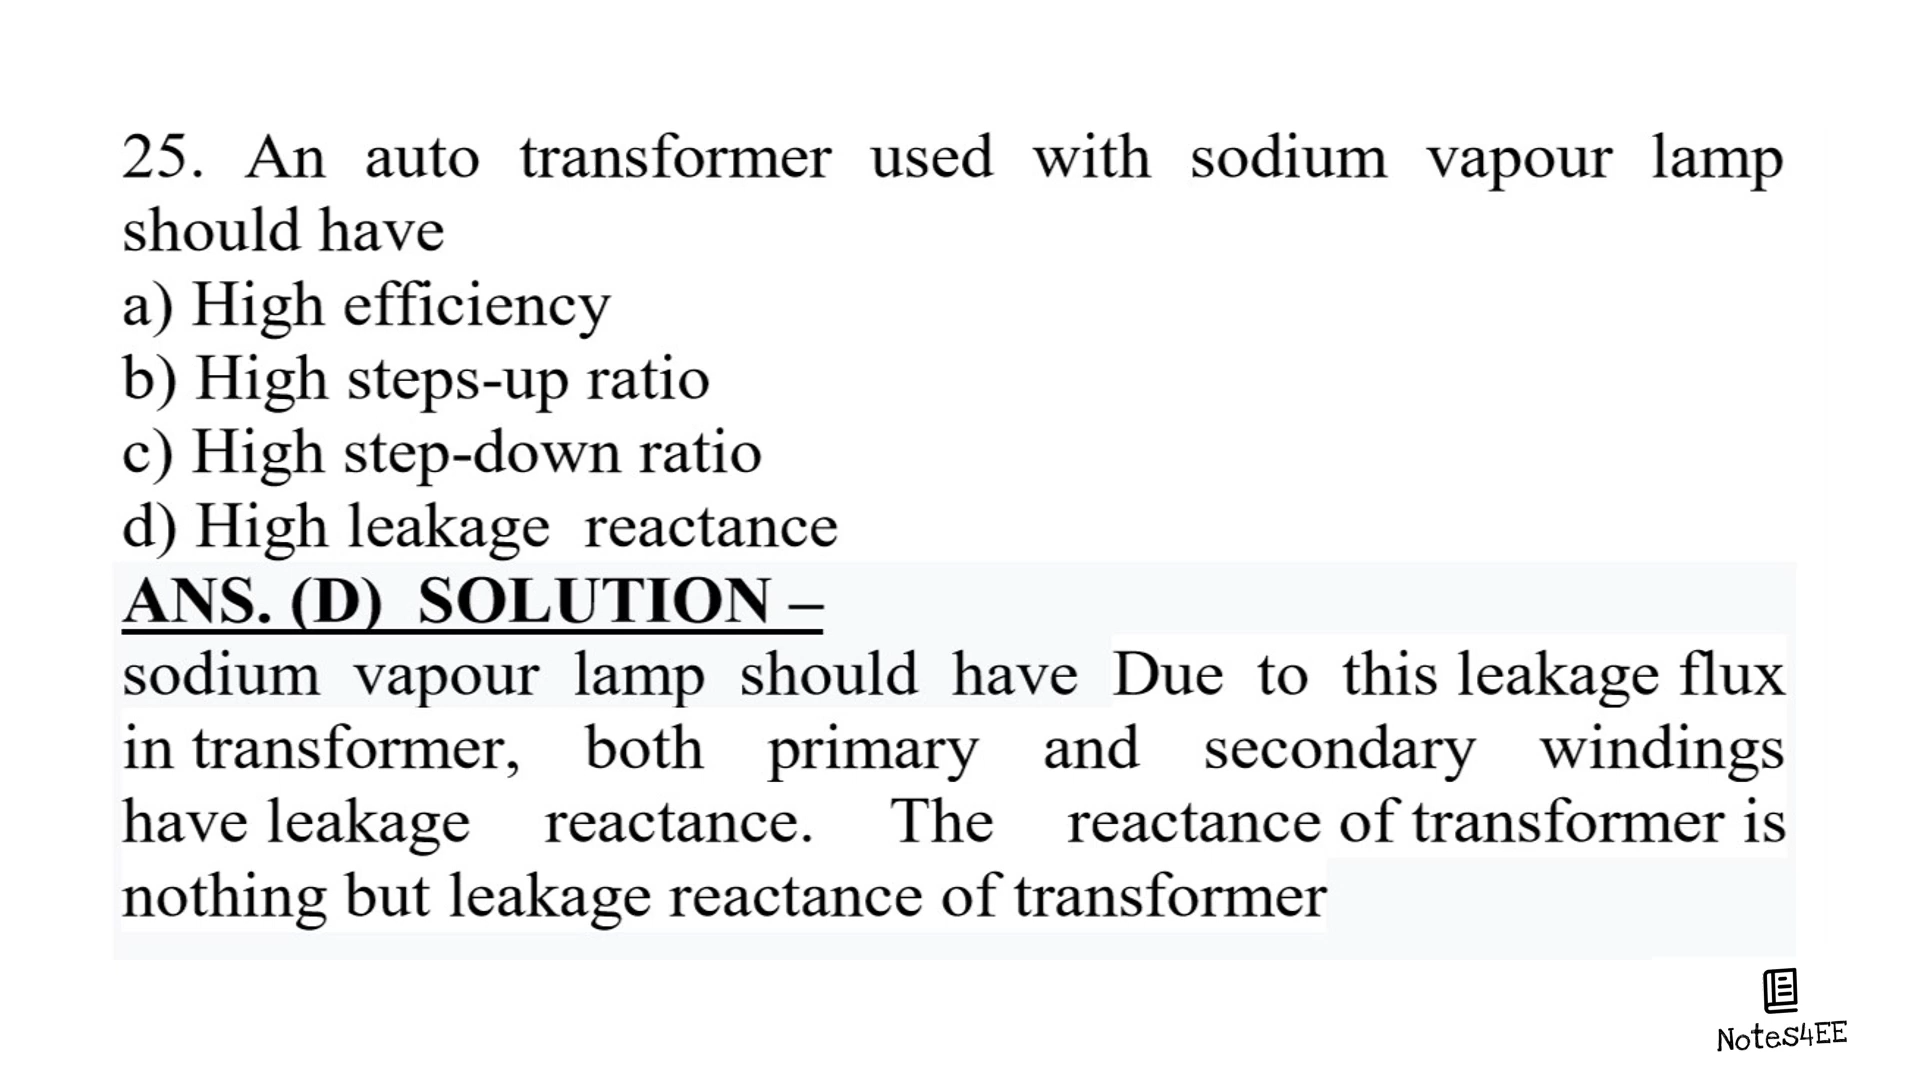 25. An auto transformer used with sodium vapour lamp
should have
a) High efficiency
b) High steps-up ratio
c) High step-down ratio
d) High leakage reactance
ANS. (D) SOLUTION –
sodium vapour lamp should have Due to this leakage flux
in transformer, both primary and secondary windings
have leakage reactance. The reactance of transformer is
nothing but leakage reactance of transformer
Notes4EE